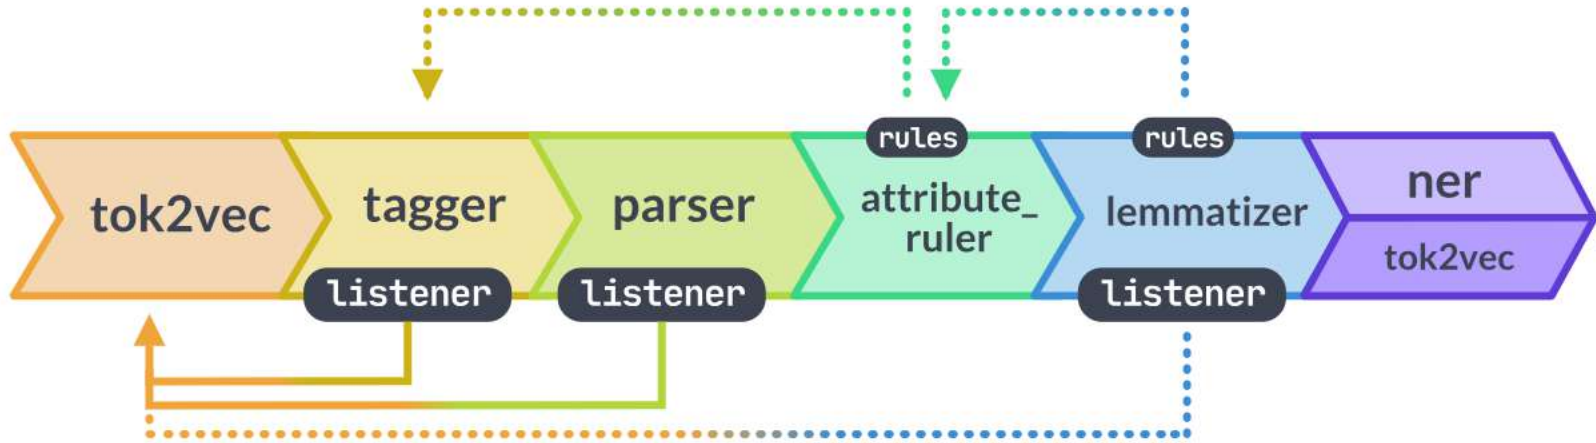 rules
rules
tok2vec
tagger
parser
attribute_
ruler
lemmatizer
ner
tok2vec
listener
listener
listener